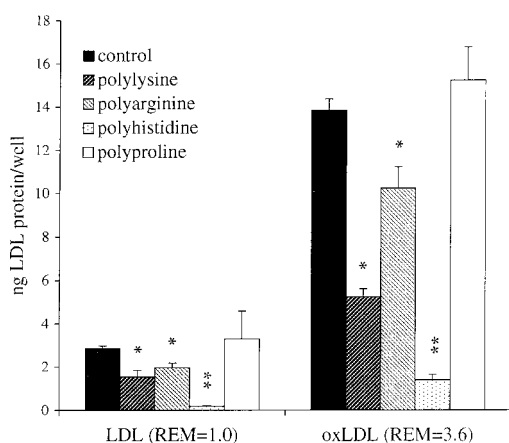 18
16
14
12
10
8
6
4
2
0
ng LDL protein/well
control
polylysine
polyarginine
polyhistidine
polyproline
*
*
**
*
*
**
LDL (REM=1.0)
oxLDL (REM=3.6)